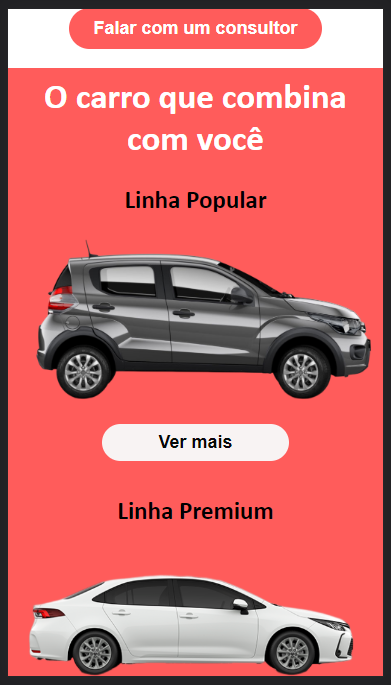 Falar com um consultor
O carro que combina
com você
Linha Popular
Ver mais
Linha Premium